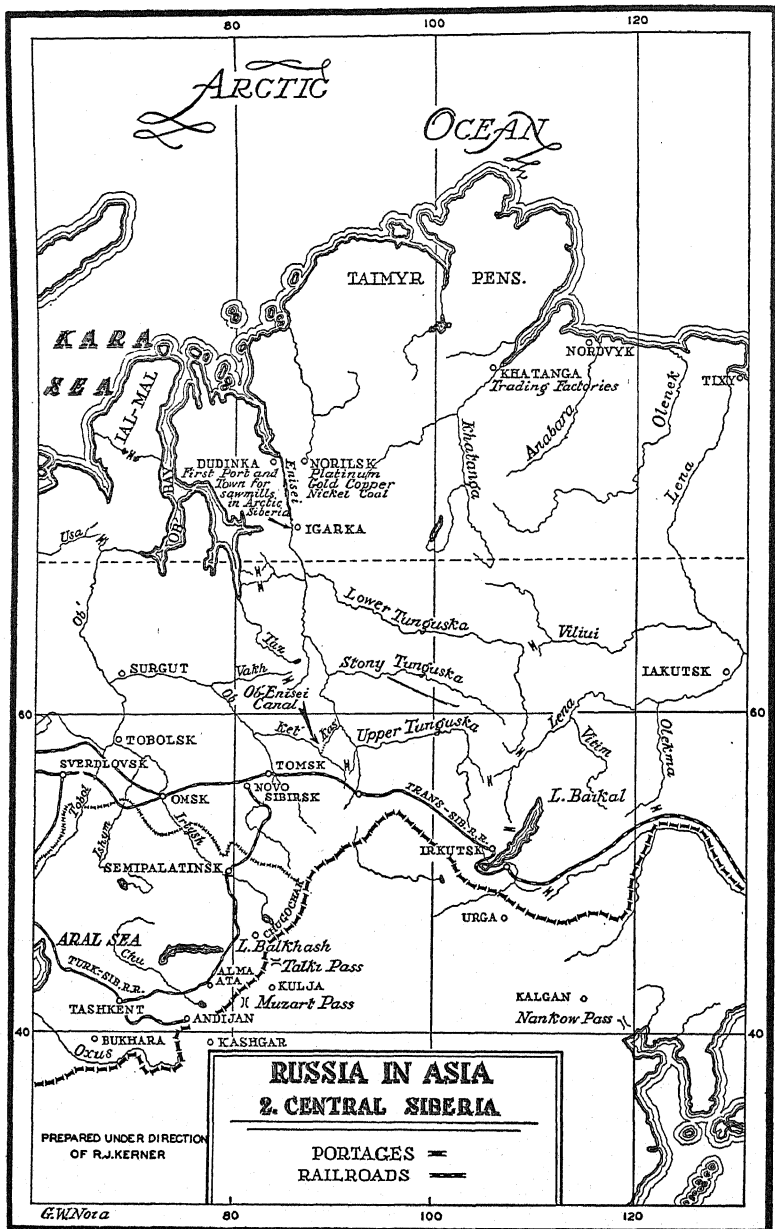 80
100
120
ARCTIC
OCEAN
KARA
SEA
IAL-MAL
TAIMYR PENS.
NORDVYK
KHATANGA
Trading Factories
TIXY
OB' BAY
DUDINKA
First Port and
Town for
sawmills
in Arctic
Siberia
Enisei
NORILSK
Platinum
Gold Copper
Nickel Coal
IGARKA
Khatanga
Anabara
Olenek
Lena
Usa
Ob'
Taz
Lower Tunguska
Viliui
SURGUT
Vakh
Ob
Stony Tunguska
IAKUTSK
Ob-Enisei
Canal
60
60
Ket'
Kas
Upper Tunguska
Lena
Vitim
Olekma
TOBOLSK
SVERDLOVSK
TOMSK
NOVO
SIBIRSK
OMSK
Tobol
Ishym
Irtysh
TRANS-SIB.R.R.
L. Baikal
IRKUTSK
SEMIPALATINSK
CHUGOCHAK
URGA
ARAL SEA
Chu
L. Balkhash
Talki Pass
TURK-SIB.R.R.
ALMA
ATA
KULJA
Muzart Pass
TASHKENT
ANDIJAN
KALGAN
Nankow Pass
40
40
BUKHARA
Oxus
KASHGAR
RUSSIA IN ASIA
2. CENTRAL SIBERIA
PORTAGES
RAILROADS
PREPARED UNDER DIRECTION
OF R.J.KERNER
G.W.Nota
80
100
120